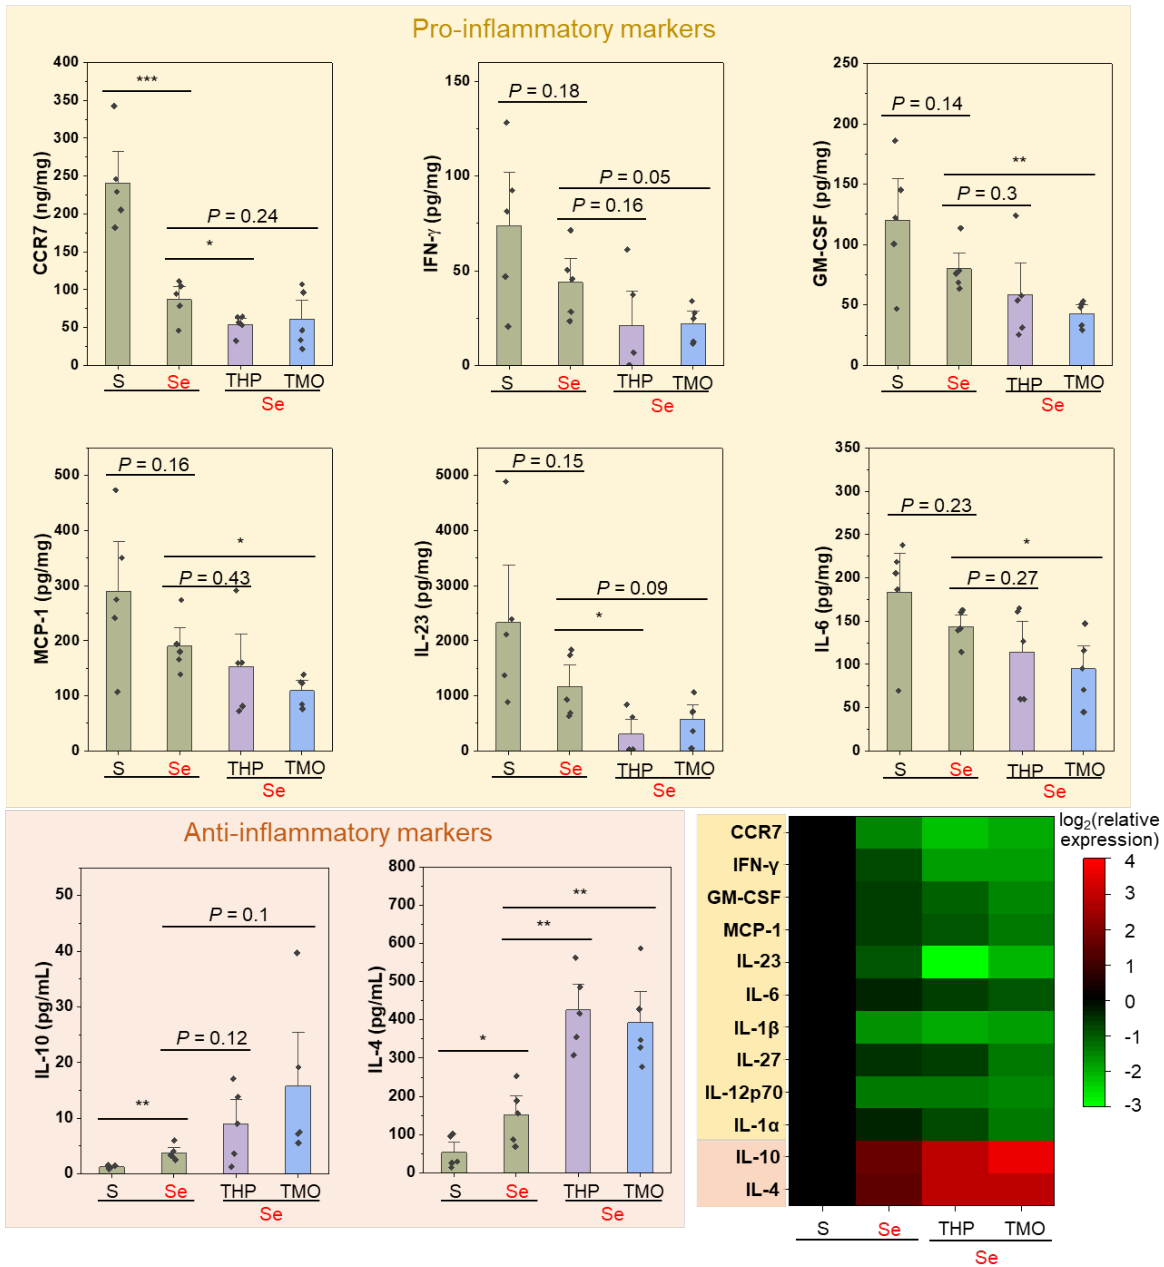 Pro-inflammatory markers
CCR7 (ng/mg)
400
350
300
250
200
150
100
50
0
***
P = 0.24
*
S
Se
THP
TMO
Se
IFN-γ (pg/mg)
150
100
50
0
P = 0.18
P = 0.05
P = 0.16
S
Se
THP
TMO
Se
GM-CSF (pg/mg)
250
200
150
100
50
0
P = 0.14
**
P = 0.3
S
Se
THP
TMO
Se
MCP-1 (pg/mg)
500
400
300
200
100
0
P = 0.16
*
P = 0.43
S
Se
THP
TMO
Se
IL-23 (pg/mg)
5000
4000
3000
2000
1000
0
P = 0.15
P = 0.09
*
S
Se
THP
TMO
Se
IL-6 (pg/mg)
350
300
250
200
150
100
50
0
P = 0.23
*
P = 0.27
S
Se
THP
TMO
Se
Anti-inflammatory markers
IL-10 (pg/mL)
50
40
30
20
10
0
P = 0.1
P = 0.12
**
S
Se
THP
TMO
Se
IL-4 (pg/mL)
800
700
600
500
400
300
200
100
0
**
**
*
S
Se
THP
TMO
Se
CCR7
IFN-γ
GM-CSF
MCP-1
IL-23
IL-6
IL-1β
IL-27
IL-12p70
IL-1α
IL-10
IL-4
S
Se
THP
TMO
Se
log₂(relative
expression)
4
3
2
1
0
-1
-2
-3